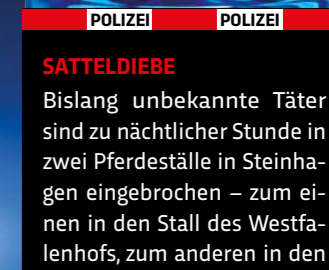 POLIZEI POLIZEI
SATTELDIEBE
Bislang unbekannte Täter
sind zu nächtlicher Stunde in
zwei Pferdeställe in Steinha-
gen eingebrochen – zum ei-
nen in den Stall des Westfa-
lenhofs, zum anderen in den